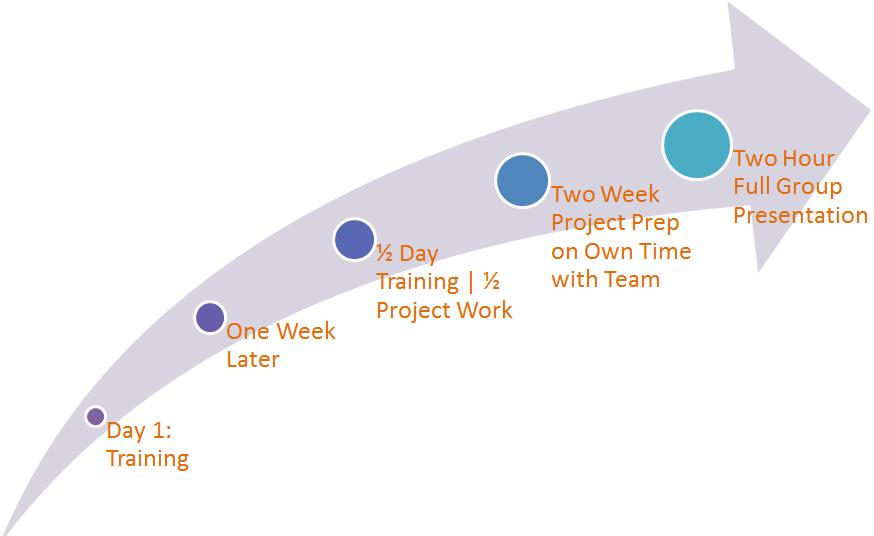 Day 1:
Training
One Week
Later
½ Day
Training | ½
Project Work
Two Week
Project Prep
on Own Time
with Team
Two Hour
Full Group
Presentation